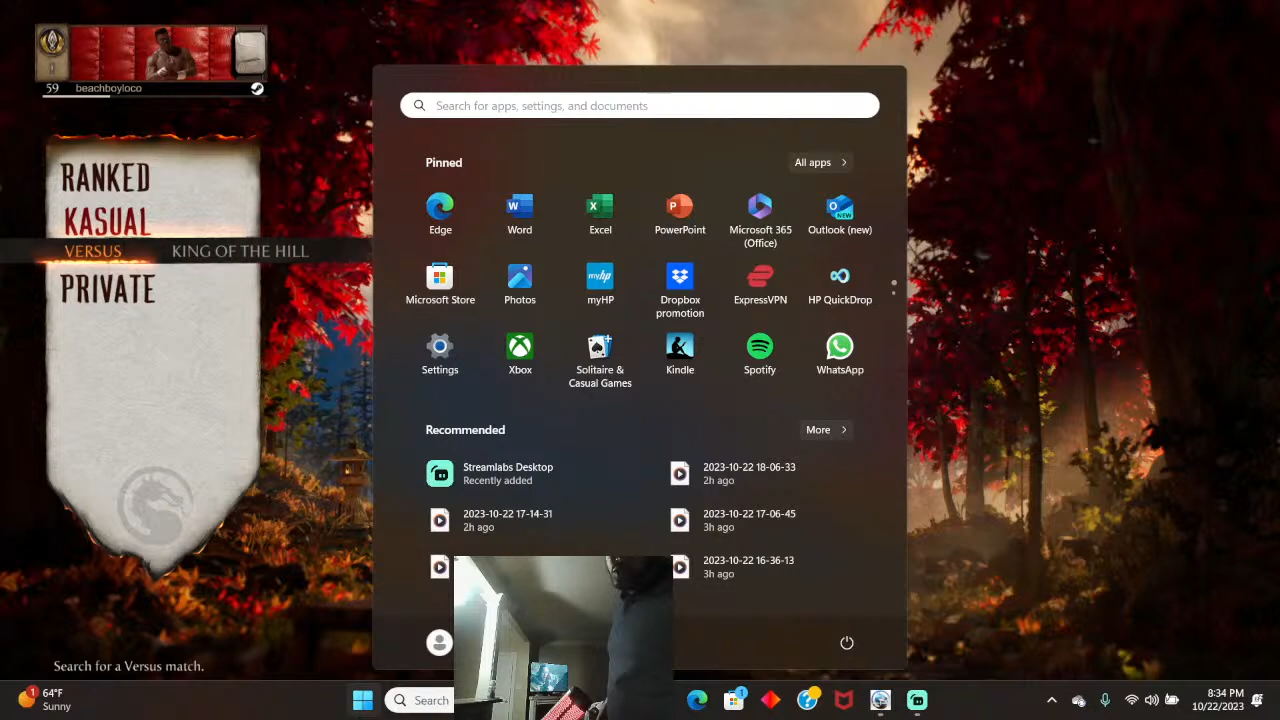 59 beachboyloco
RANKED
KASUAL
VERSUS KING OF THE HILL
PRIVATE
Search for a Versus match.
Search for apps, settings, and documents
Pinned
All apps
Edge
Word
Excel
PowerPoint
Microsoft 365
(Office)
Outlook (new)
Microsoft Store
Photos
myHP
Dropbox
promotion
ExpressVPN
HP QuickDrop
Settings
Xbox
Solitaire &
Casual Games
Kindle
Spotify
WhatsApp
Recommended
More
Streamlabs Desktop
Recently added
2023-10-22 18-06-33
2h ago
2023-10-22 17-14-31
2h ago
2023-10-22 17-06-45
3h ago
2023-10-22 16-36-13
3h ago
1
64°F
Sunny
Search
8:34 PM
10/22/2023